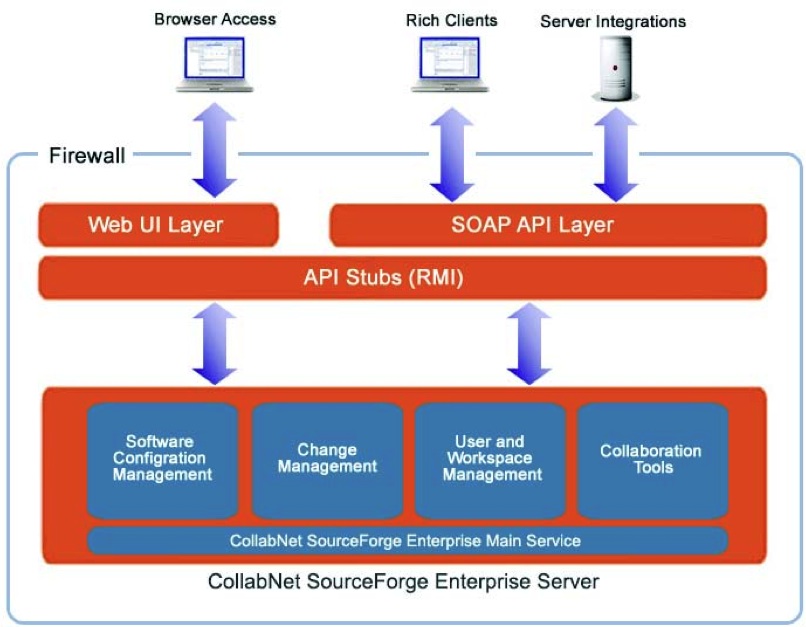 Browser Access
Rich Clients
Server Integrations
Firewall
Web UI Layer
SOAP API Layer
API Stubs (RMI)
Software
Configration
Management
Change
Management
User and
Workspace
Management
Collaboration
Tools
CollabNet SourceForge Enterprise Main Service
CollabNet SourceForge Enterprise Server